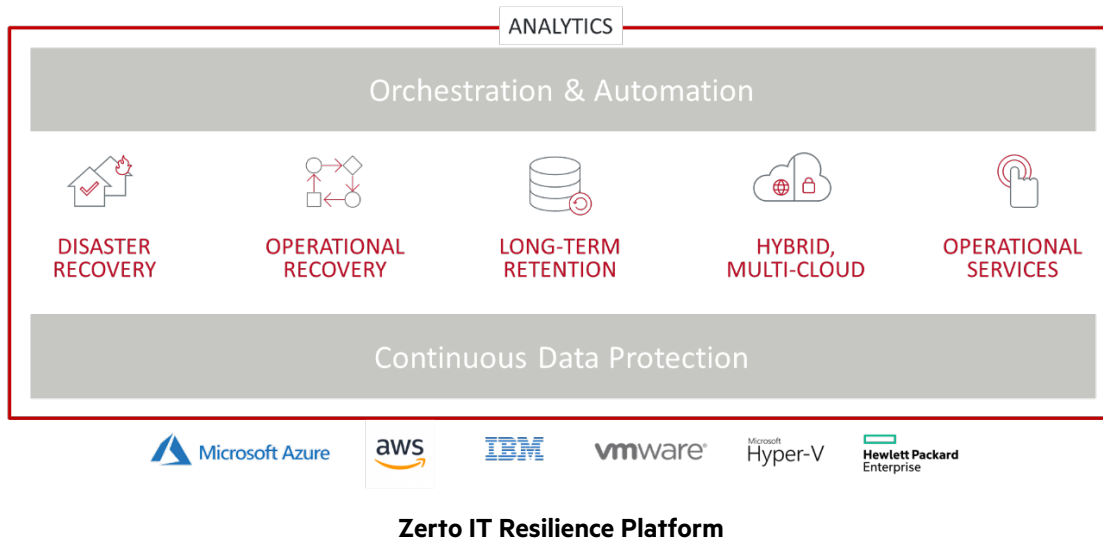 ANALYTICS
Orchestration & Automation
DISASTER
RECOVERY
OPERATIONAL
RECOVERY
LONG-TERM
RETENTION
HYBRID,
MULTI-CLOUD
OPERATIONAL
SERVICES
Continuous Data Protection
Microsoft Azure
aws
IBM
vmware®
Microsoft
Hyper-V
Hewlett Packard
Enterprise
Zerto IT Resilience Platform